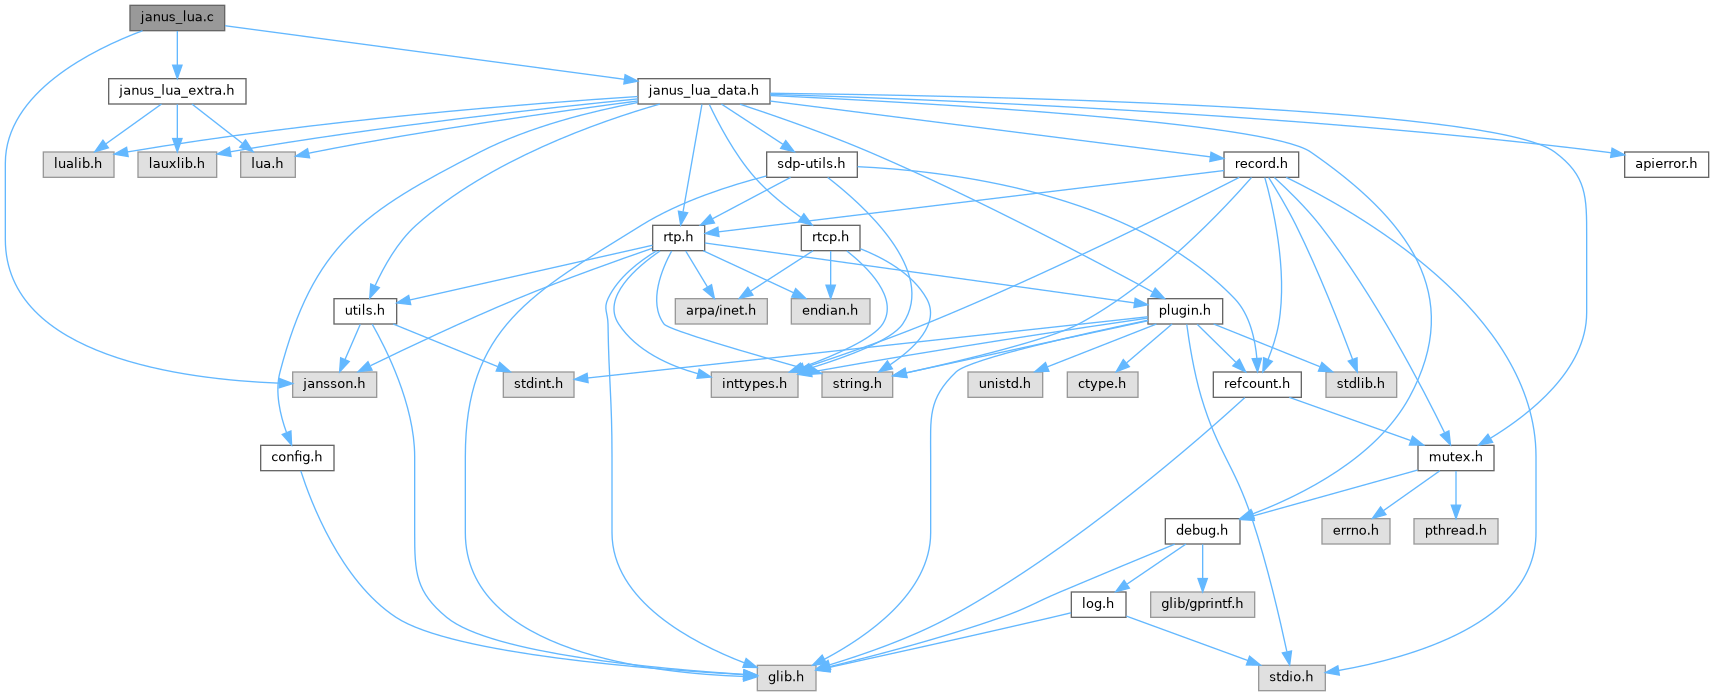 janus_lua.c
janus_lua_extra.h
janus_lua_data.h
lualib.h
lauxlib.h
lua.h
sdp-utils.h
record.h
apierror.h
rtp.h
rtcp.h
utils.h
arpa/inet.h
endian.h
plugin.h
jansson.h
stdint.h
inttypes.h
string.h
unistd.h
ctype.h
refcount.h
stdlib.h
config.h
mutex.h
debug.h
errno.h
pthread.h
log.h
glib/gprintf.h
glib.h
stdio.h